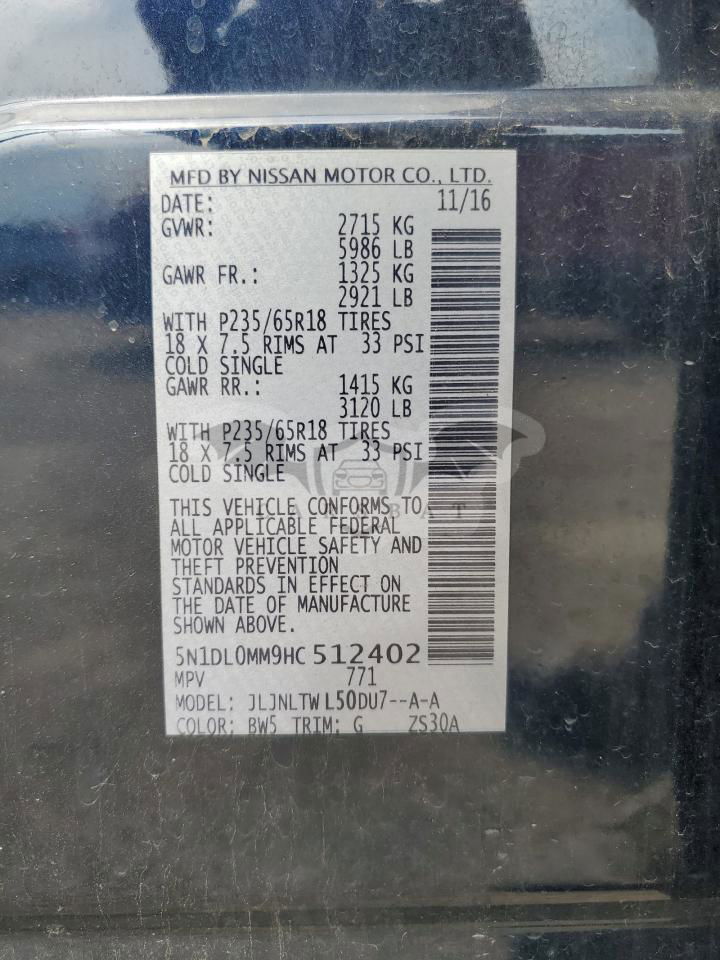 MFD BY NISSAN MOTOR CO., LTD.
DATE: 11/16
GVWR: 2715 KG
5986 LB
GAWR FR.: 1325 KG
2921 LB
WITH P235/65R18 TIRES
18 X 7.5 RIMS AT 33 PSI
COLD SINGLE
GAWR RR.: 1415 KG
3120 LB
WITH P235/65R18 TIRES
18 X 7.5 RIMS AT 33 PSI
COLD SINGLE
THIS VEHICLE CONFORMS TO
ALL APPLICABLE FEDERAL
MOTOR VEHICLE SAFETY AND
THEFT PREVENTION
STANDARDS IN EFFECT ON
THE DATE OF MANUFACTURE
SHOWN ABOVE.
5N1DL0MM9HC 512402
MPV 771
MODEL: JLJNLTWL50DU7--A-A
COLOR: BW5 TRIM: G ZS30A